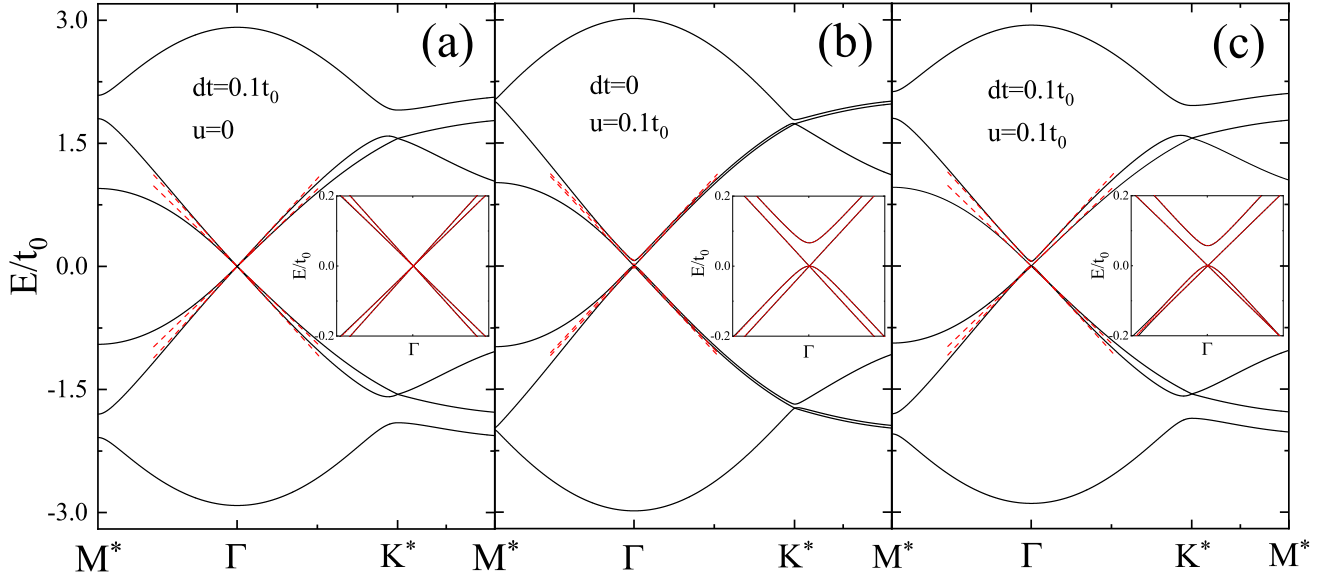 (a)
dt=0.1t₀
u=0
(b)
dt=0
u=0.1t₀
(c)
dt=0.1t₀
u=0.1t₀
E/t₀
3.0
1.5
0.0
-1.5
-3.0
0.2
0.0
-0.2
E/t₀
Γ
0.2
0.0
-0.2
E/t₀
Γ
0.2
0.0
-0.2
E/t₀
Γ
M* Γ K* M* Γ K* M* Γ K* M*